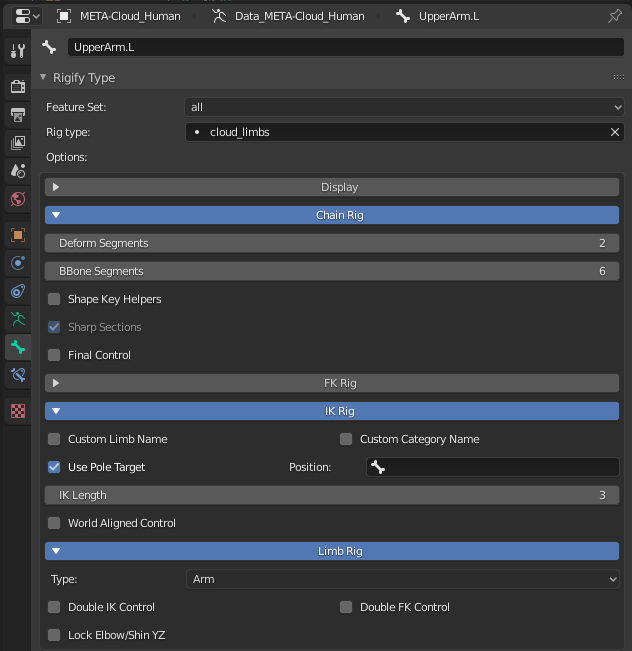 META-Cloud_Human Data_META-Cloud_Human UpperArm.L
UpperArm.L
Rigify Type
Feature Set: all
Rig type: cloud_limbs
Options:
Display
Chain Rig
Deform Segments 2
BBone Segments 6
Shape Key Helpers
Sharp Sections
Final Control
FK Rig
IK Rig
Custom Limb Name Custom Category Name
Use Pole Target Position:
IK Length 3
World Aligned Control
Limb Rig
Type: Arm
Double IK Control Double FK Control
Lock Elbow/Shin YZ